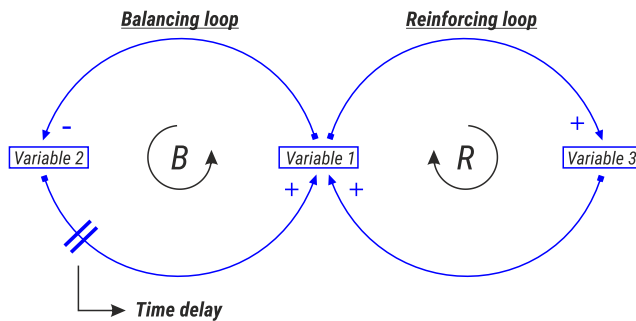 Balancing loop
Reinforcing loop
-
+
Variable 2
B
Variable 1
R
Variable 3
+
+
Time delay